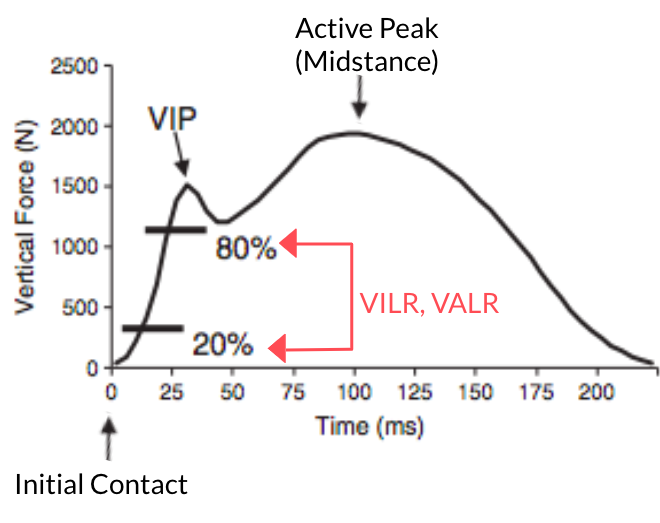 Active Peak
(Midstance)
2500
VIP
2000
1500
1000
500
0
Vertical Force (N)
80%
VILR, VALR
20%
0 25 50 75 100 125 150 175 200
Time (ms)
Initial Contact